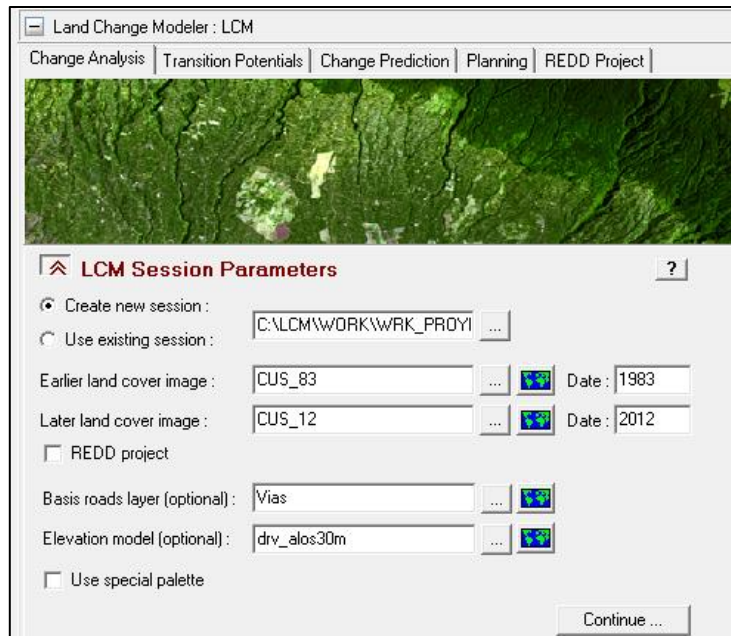 Land Change Modeler : LCM
Change Analysis Transition Potentials Change Prediction Planning REDD Project
LCM Session Parameters ?
Create new session :
C:\LCM\WORK\WRK_PROYI ...
Use existing session :
Earlier land cover image : CUS_83 ... Date : 1983
Later land cover image : CUS_12 ... Date : 2012
REDD project
Basis roads layer (optional) : Vias ...
Elevation model (optional) : drv_alos30m ...
Use special palette
Continue ...